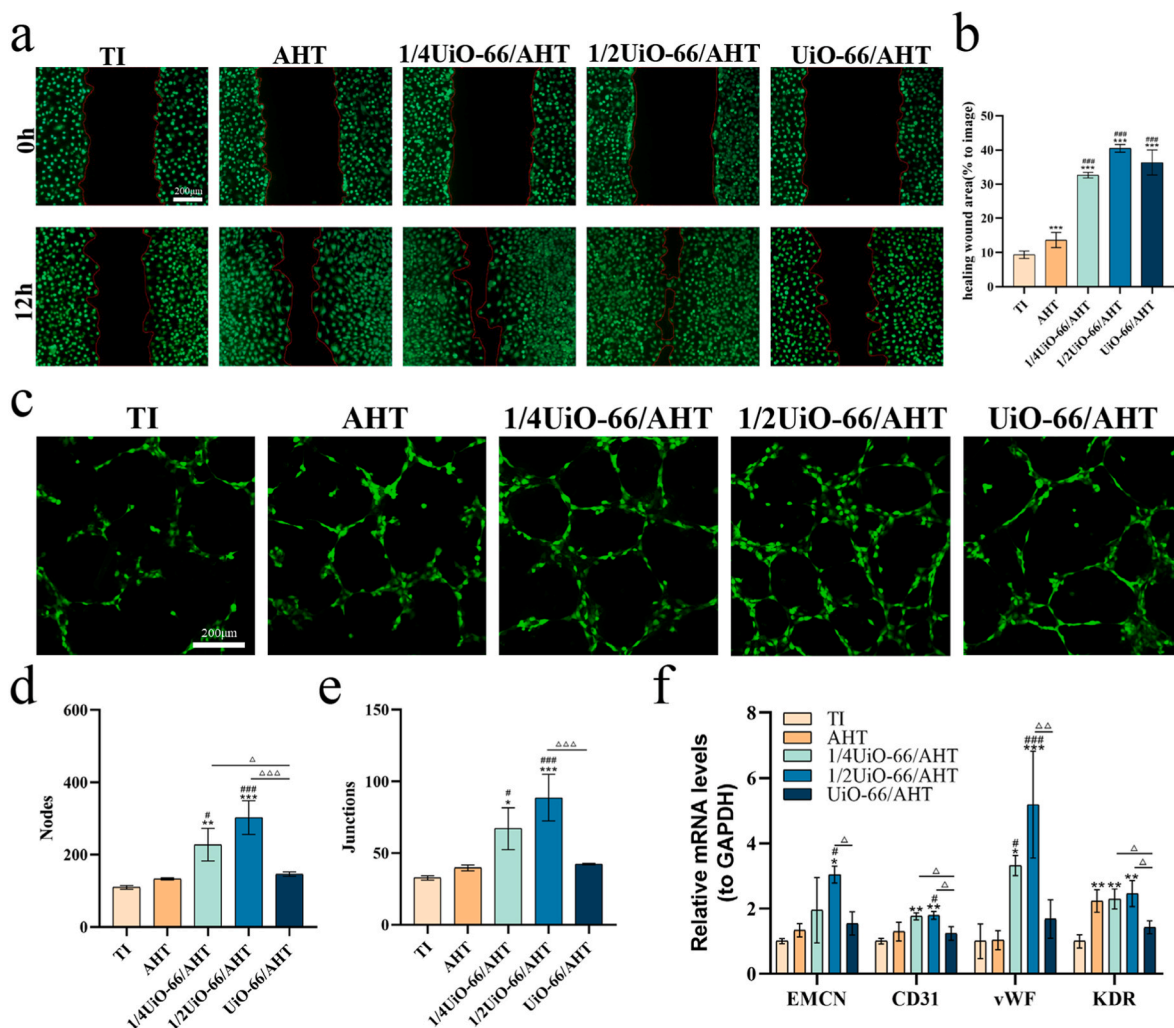 a
TI AHT 1/4UiO-66/AHT 1/2UiO-66/AHT UiO-66/AHT
0h
200μm
12h
b
healing wound area(% to image)
50
40
30
20
10
0
***
###
***
###
***
###
***
TI AHT 1/4UiO-66/AHT 1/2UiO-66/AHT UiO-66/AHT
c
TI AHT 1/4UiO-66/AHT 1/2UiO-66/AHT UiO-66/AHT
200μm
d
Nodes
600
400
200
0
#
**
###
***
△
△△△
TI AHT 1/4UiO-66/AHT 1/2UiO-66/AHT UiO-66/AHT
e
Junctions
150
100
50
0
#
*
###
***
△△△
TI AHT 1/4UiO-66/AHT 1/2UiO-66/AHT UiO-66/AHT
f
Relative mRNA levels
(to GAPDH)
8
6
4
2
0
TI
AHT
1/4UiO-66/AHT
1/2UiO-66/AHT
UiO-66/AHT
#
*
△
**
#
**
△
△
#
*
###
***
△△
**
**
**
△
△
EMCN CD31 vWF KDR